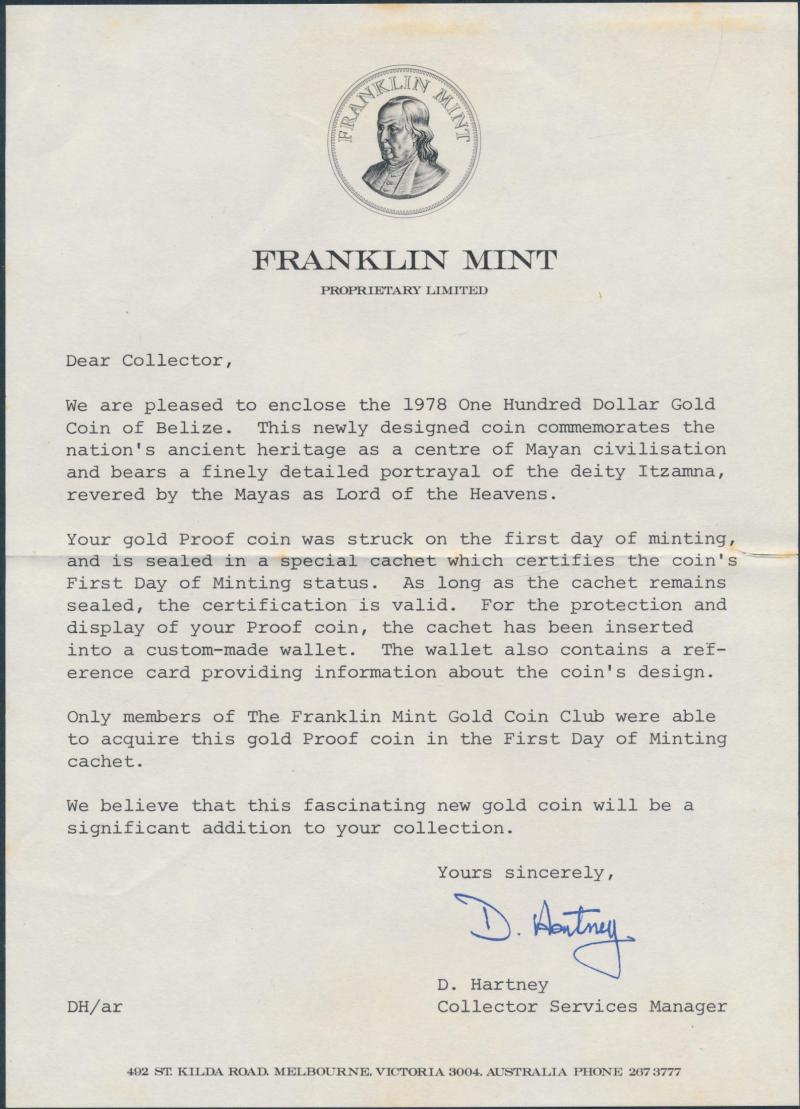 FRANKLIN MINT
FRANKLIN MINT
PROPRIETARY LIMITED
Dear Collector,
We are pleased to enclose the 1978 One Hundred Dollar Gold
Coin of Belize. This newly designed coin commemorates the
nation's ancient heritage as a centre of Mayan civilisation
and bears a finely detailed portrayal of the deity Itzamna,
revered by the Mayas as Lord of the Heavens.
Your gold Proof coin was struck on the first day of minting,
and is sealed in a special cachet which certifies the coin's
First Day of Minting status. As long as the cachet remains
sealed, the certification is valid. For the protection and
display of your Proof coin, the cachet has been inserted
into a custom-made wallet. The wallet also contains a ref-
erence card providing information about the coin's design.
Only members of The Franklin Mint Gold Coin Club were able
to acquire this gold Proof coin in the First Day of Minting
cachet.
We believe that this fascinating new gold coin will be a
significant addition to your collection.
Yours sincerely,
D. Hartney
D. Hartney
DH/ar Collector Services Manager
492 ST. KILDA ROAD. MELBOURNE. VICTORIA 3004. AUSTRALIA PHONE 267 3777